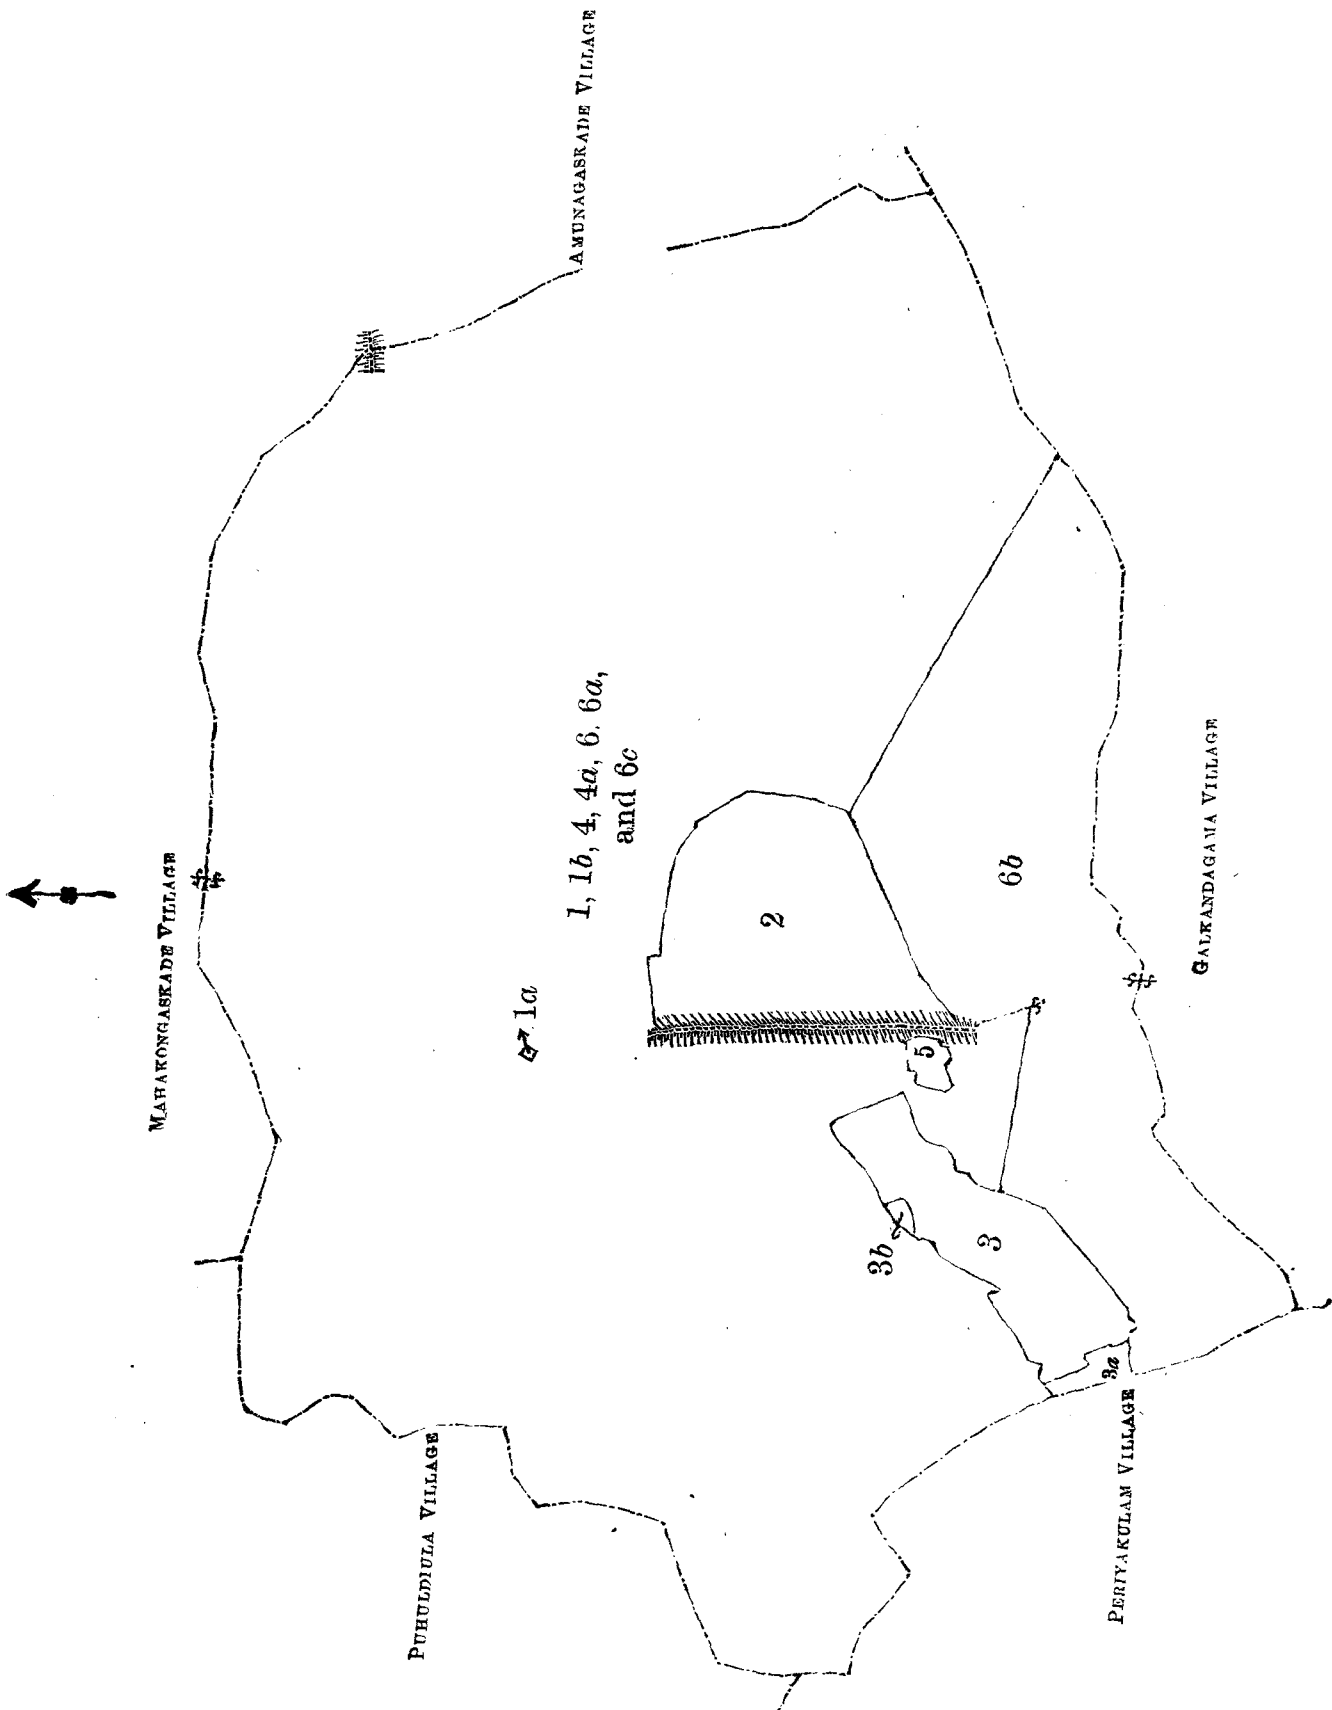 MAHAKONGASKADE VILLAGE
AMUNAGASKADE VILLAGE
PUHULDIULA VILLAGE
1a
1, 1b, 4, 4a, 6, 6a,
and 6c
2
5
6b
3b
3
3a
PERIYAKULAM VILLAGE
GALKANDAGAMA VILLAGE